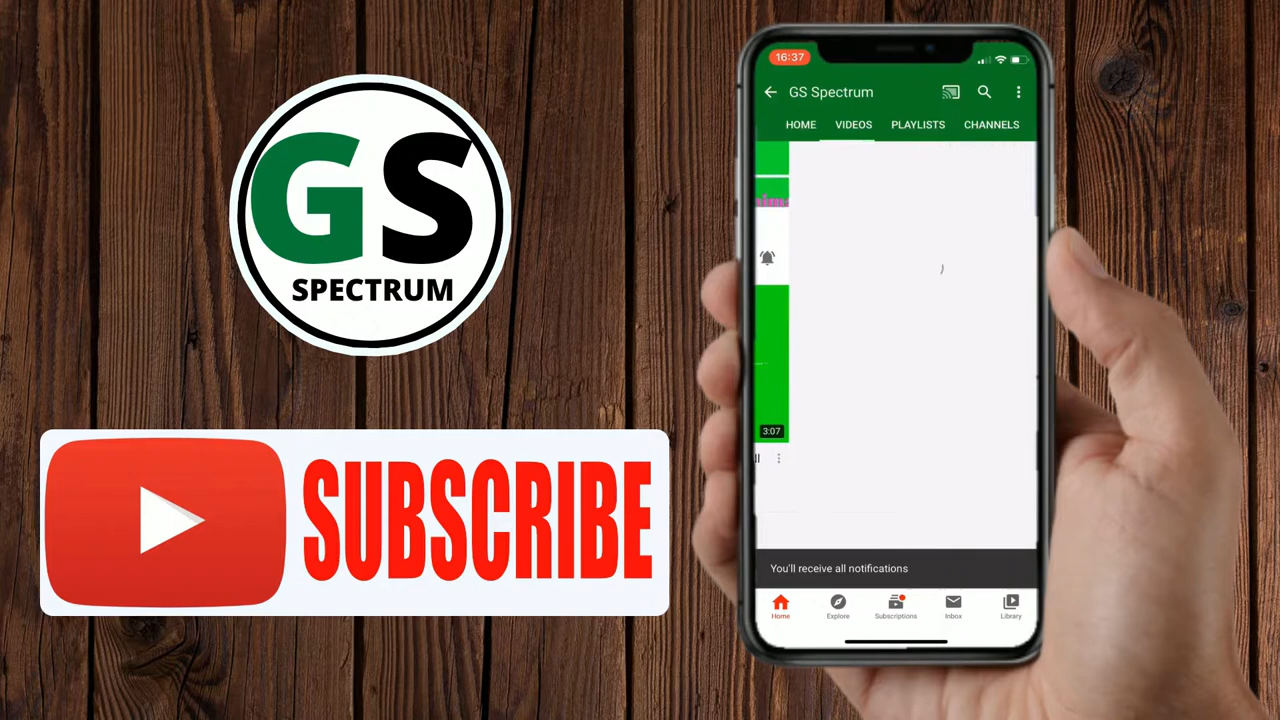 GS
SPECTRUM
SUBSCRIBE
16:37
GS Spectrum
HOME VIDEOS PLAYLISTS CHANNELS
3:07
You'll receive all notifications
Home Explore Subscriptions Inbox Library